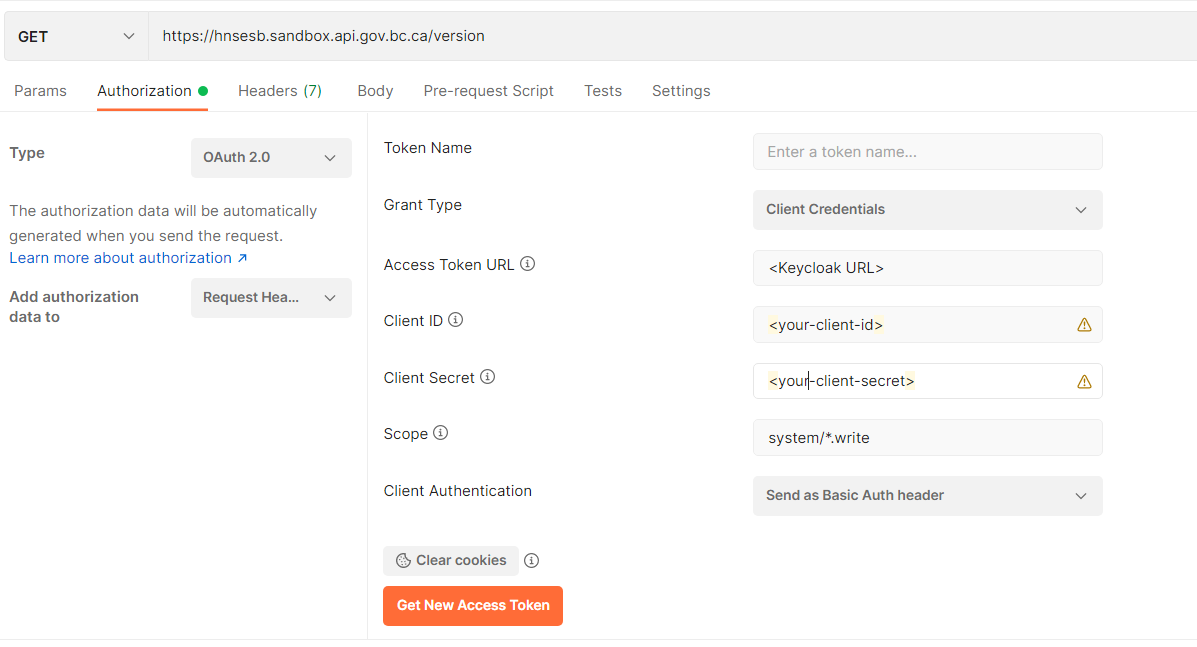 GET
https://hnsesb.sandbox.api.gov.bc.ca/version
Params
Authorization
Headers (7)
Body
Pre-request Script
Tests
Settings
Type
OAuth 2.0
The authorization data will be automatically
generated when you send the request.
Learn more about authorization ↗
Add authorization
data to
Request Hea...
Token Name
Enter a token name...
Grant Type
Client Credentials
Access Token URL
<Keycloak URL>
Client ID
<your-client-id>
Client Secret
<your-client-secret>
Scope
system/*.write
Client Authentication
Send as Basic Auth header
Clear cookies
Get New Access Token